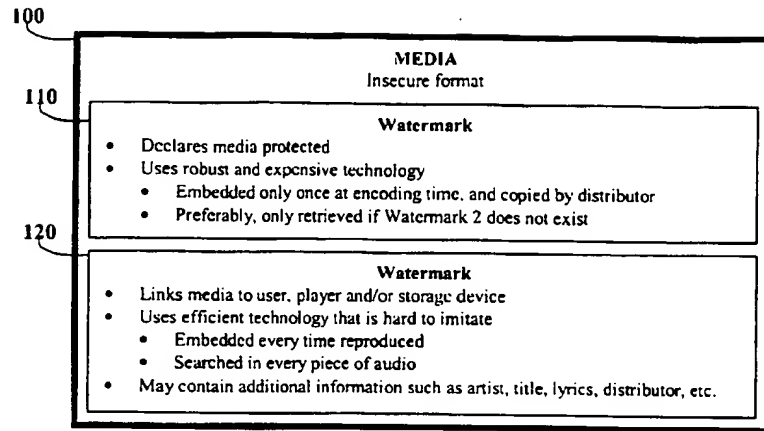 100
MEDIA
Insecure format
110
Watermark
• Declares media protected
• Uses robust and expensive technology
• Embedded only once at encoding time, and copied by distributor
• Preferably, only retrieved if Watermark 2 does not exist
120
Watermark
• Links media to user, player and/or storage device
• Uses efficient technology that is hard to imitate
• Embedded every time reproduced
• Searched in every piece of audio
• May contain additional information such as artist, title, lyrics, distributor, etc.